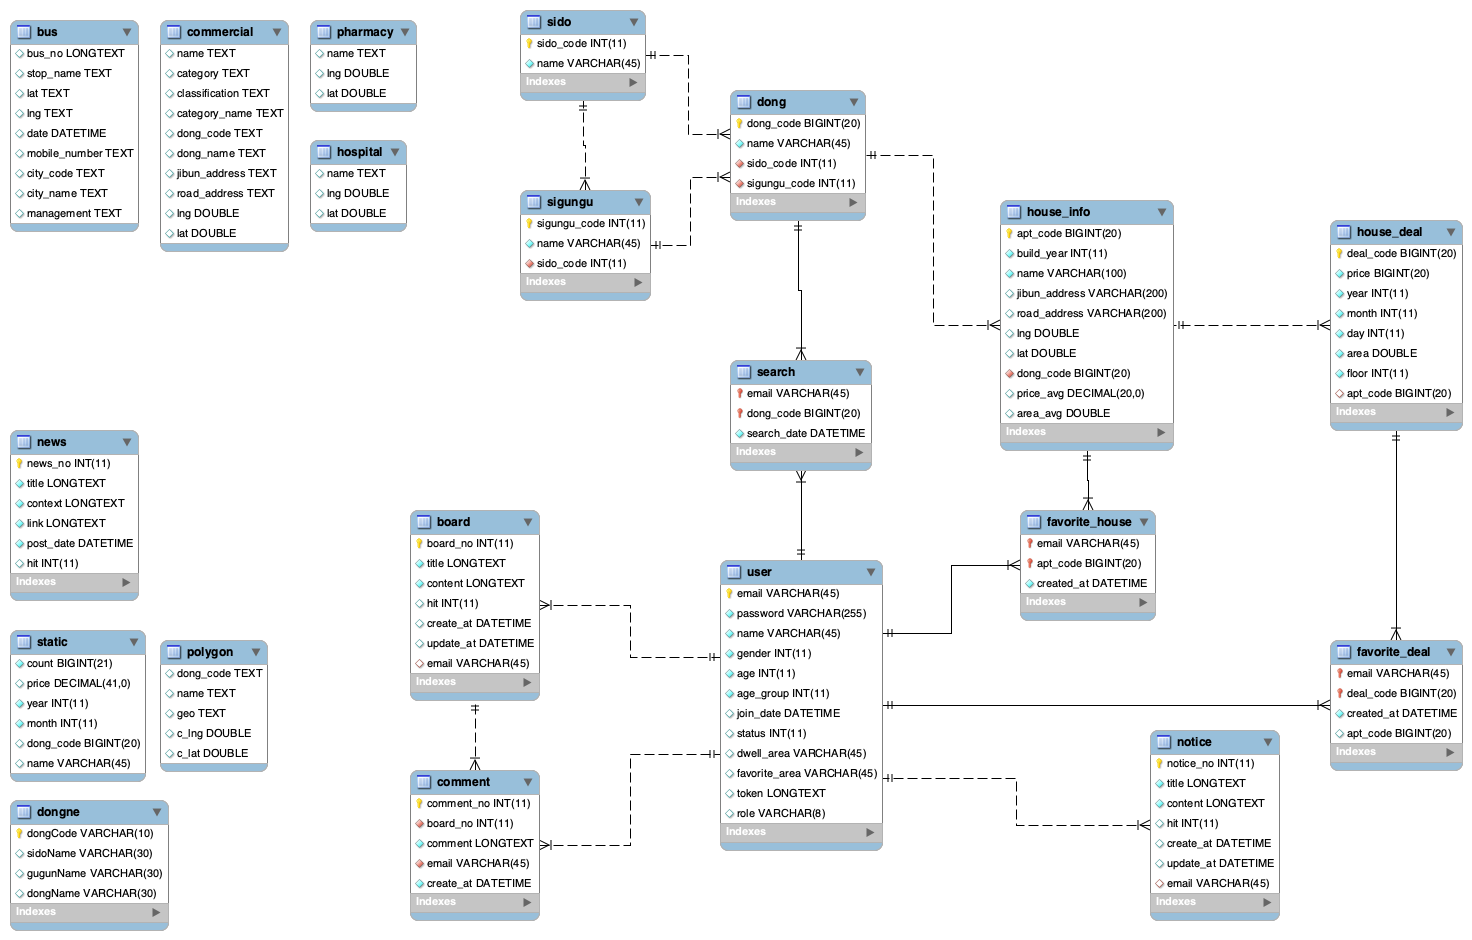 bus
bus_no LONGTEXT
stop_name TEXT
lat TEXT
lng TEXT
date DATETIME
mobile_number TEXT
city_code TEXT
city_name TEXT
management TEXT
commercial
name TEXT
category TEXT
classification TEXT
category_name TEXT
dong_code TEXT
dong_name TEXT
jibun_address TEXT
road_address TEXT
lng DOUBLE
lat DOUBLE
pharmacy
name TEXT
lng DOUBLE
lat DOUBLE
hospital
name TEXT
lng DOUBLE
lat DOUBLE
sido
sido_code INT(11)
name VARCHAR(45)
Indexes
sigungu
sigungu_code INT(11)
name VARCHAR(45)
sido_code INT(11)
Indexes
dong
dong_code BIGINT(20)
name VARCHAR(45)
sido_code INT(11)
sigungu_code INT(11)
Indexes
house_info
apt_code BIGINT(20)
build_year INT(11)
name VARCHAR(100)
jibun_address VARCHAR(200)
road_address VARCHAR(200)
lng DOUBLE
lat DOUBLE
dong_code BIGINT(20)
price_avg DECIMAL(20,0)
area_avg DOUBLE
Indexes
house_deal
deal_code BIGINT(20)
price BIGINT(20)
year INT(11)
month INT(11)
day INT(11)
area DOUBLE
floor INT(11)
apt_code BIGINT(20)
Indexes
search
email VARCHAR(45)
dong_code BIGINT(20)
search_date DATETIME
Indexes
news
news_no INT(11)
title LONGTEXT
context LONGTEXT
link LONGTEXT
post_date DATETIME
hit INT(11)
Indexes
board
board_no INT(11)
title LONGTEXT
content LONGTEXT
hit INT(11)
create_at DATETIME
update_at DATETIME
email VARCHAR(45)
Indexes
user
email VARCHAR(45)
password VARCHAR(255)
name VARCHAR(45)
gender INT(11)
age INT(11)
age_group INT(11)
join_date DATETIME
status INT(11)
dwell_area VARCHAR(45)
favorite_area VARCHAR(45)
token LONGTEXT
role VARCHAR(8)
Indexes
favorite_house
email VARCHAR(45)
apt_code BIGINT(20)
created_at DATETIME
Indexes
static
count BIGINT(21)
price DECIMAL(41,0)
year INT(11)
month INT(11)
dong_code BIGINT(20)
name VARCHAR(45)
polygon
dong_code TEXT
name TEXT
geo TEXT
c_lng DOUBLE
c_lat DOUBLE
favorite_deal
email VARCHAR(45)
deal_code BIGINT(20)
created_at DATETIME
apt_code BIGINT(20)
Indexes
notice
notice_no INT(11)
title LONGTEXT
content LONGTEXT
hit INT(11)
create_at DATETIME
update_at DATETIME
email VARCHAR(45)
Indexes
comment
comment_no INT(11)
board_no INT(11)
comment LONGTEXT
email VARCHAR(45)
create_at DATETIME
Indexes
dongne
dongCode VARCHAR(10)
sidoName VARCHAR(30)
gugunName VARCHAR(30)
dongName VARCHAR(30)
Indexes